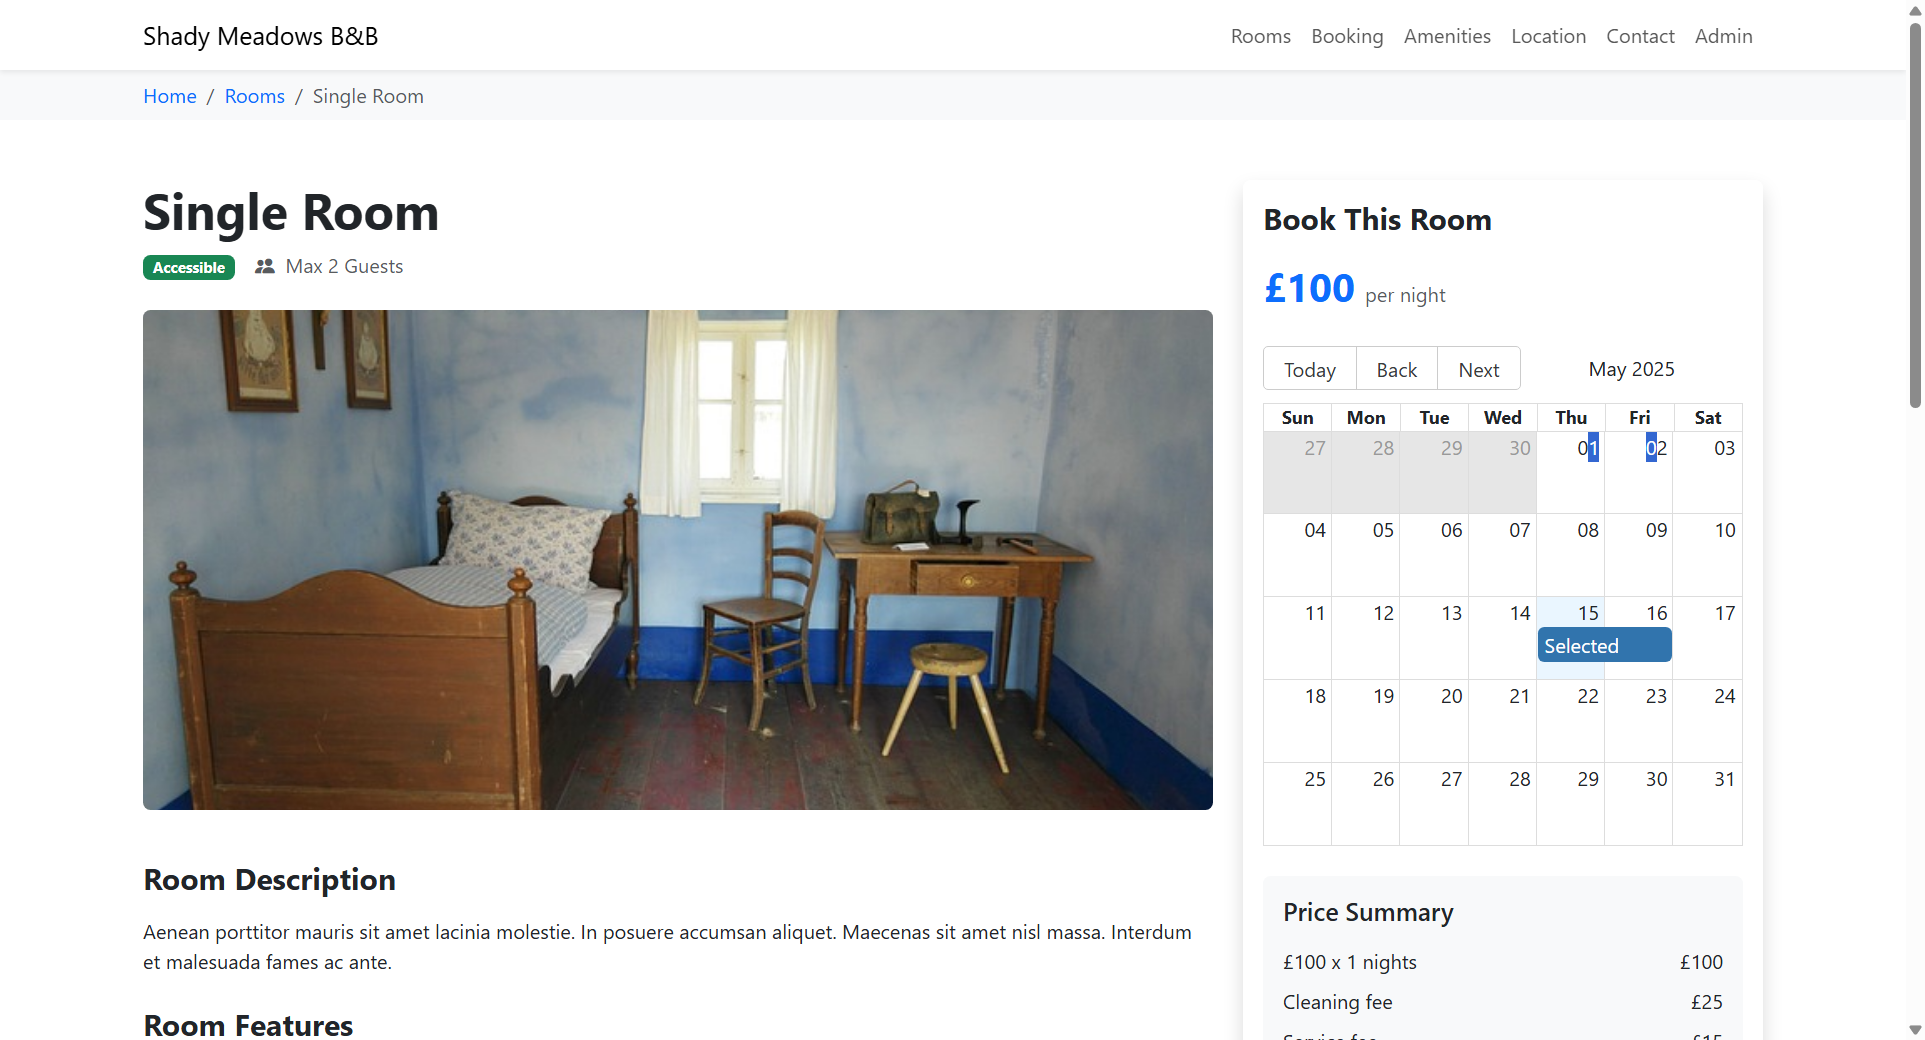 Shady Meadows B&B
Rooms Booking Amenities Location Contact Admin
Home / Rooms / Single Room
Single Room
Accessible Max 2 Guests
Room Description
Aenean porttitor mauris sit amet lacinia molestie. In posuere accumsan aliquet. Maecenas sit amet nisl massa. Interdum
et malesuada fames ac ante.
Room Features
Book This Room
£100 per night
Today Back Next May 2025
Sun Mon Tue Wed Thu Fri Sat
27 28 29 30 01 02 03
04 05 06 07 08 09 10
11 12 13 14 15 16 17
Selected
18 19 20 21 22 23 24
25 26 27 28 29 30 31
Price Summary
£100 x 1 nights £100
Cleaning fee £25
Service fee £15